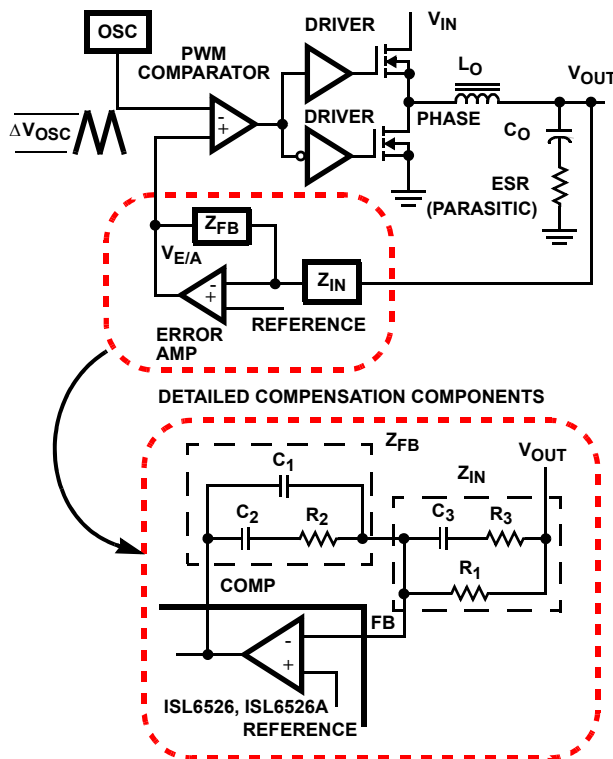 OSC
PWM
COMPARATOR
DRIVER
V_IN
L_O
V_OUT
ΔV_OSC
-
+
DRIVER
PHASE
C_O
ESR
(PARASITIC)
Z_FB
V_E/A
Z_IN
-
+
REFERENCE
ERROR
AMP
DETAILED COMPENSATION COMPONENTS
Z_FB
V_OUT
Z_IN
C_1
C_2
R_2
C_3
R_3
R_1
COMP
FB
-
+
ISL6526, ISL6526A
REFERENCE